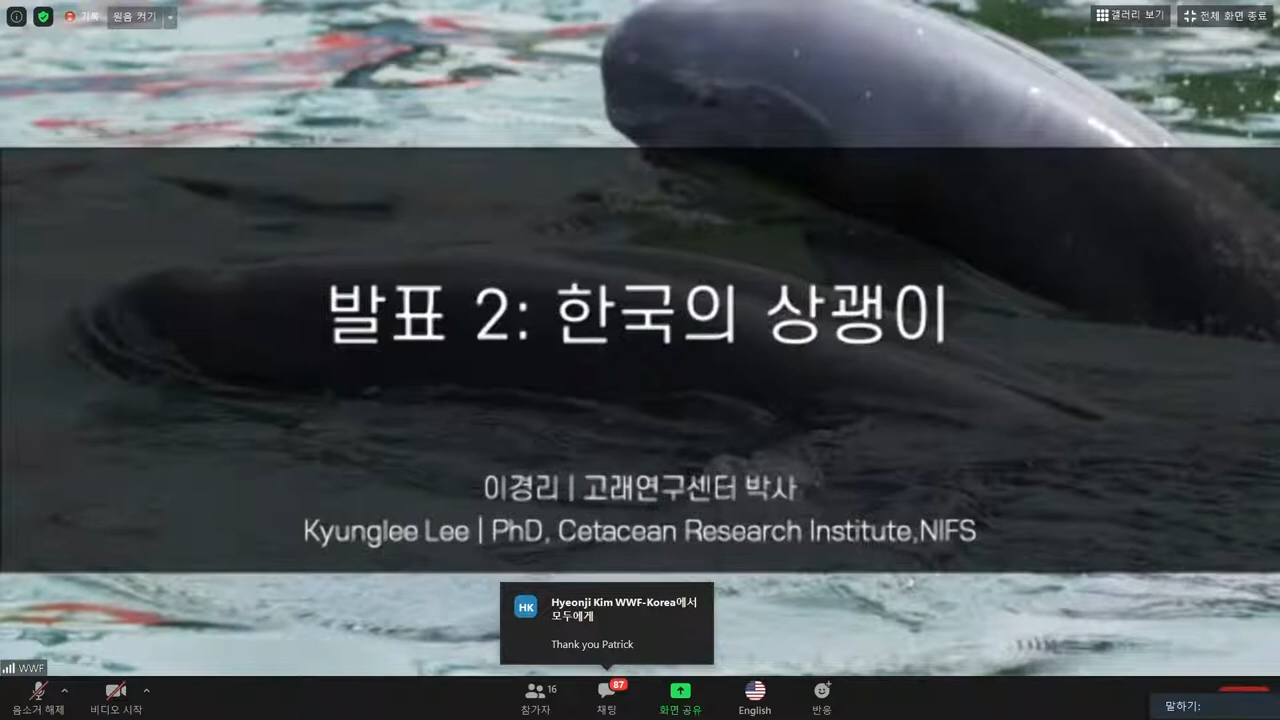 기록
원음 켜기
갤러리 보기
전체 화면 종료
발표 2: 한국의 상괭이
이경리 | 고래연구센터 박사
Kyunglee Lee | PhD, Cetacean Research Institute,NIFS
HK
Hyeonji Kim WWF-Korea에서
모두에게
Thank you Patrick
WWF
음소거 해제
비디오 시작
16
참가자
87
채팅
화면 공유
English
반응
말하기: